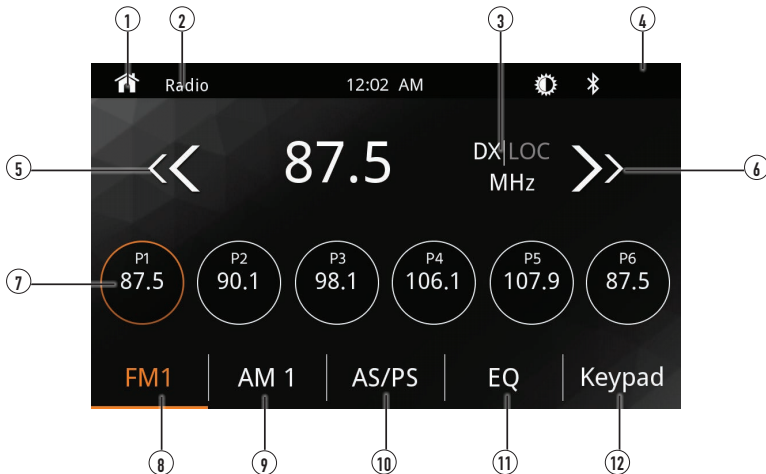 1 2 3 4
Radio 12:02 AM
5 87.5 DX|LOC 6
MHz
P1 P2 P3 P4 P5 P6
7 87.5 90.1 98.1 106.1 107.9 87.5
FM1 AM 1 AS/PS EQ Keypad
8 9 10 11 12